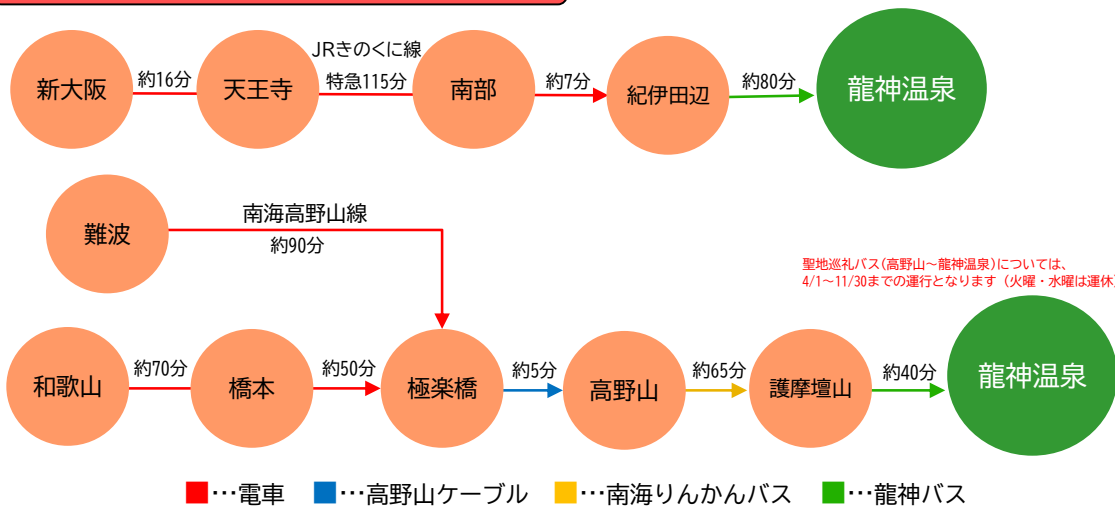 JRきのくに線
新大阪
約16分
天王寺
特急115分
南部
約7分
紀伊田辺
約80分
龍神温泉
難波
南海高野山線
約90分
聖地巡礼バス(高野山～龍神温泉)については、
4/1～11/30までの運行となります（火曜・水曜は運休）
和歌山
約70分
橋本
約50分
極楽橋
約5分
高野山
約65分
護摩壇山
約40分
龍神温泉
■…電車 ■…高野山ケーブル ■…南海りんかんバス ■…龍神バス